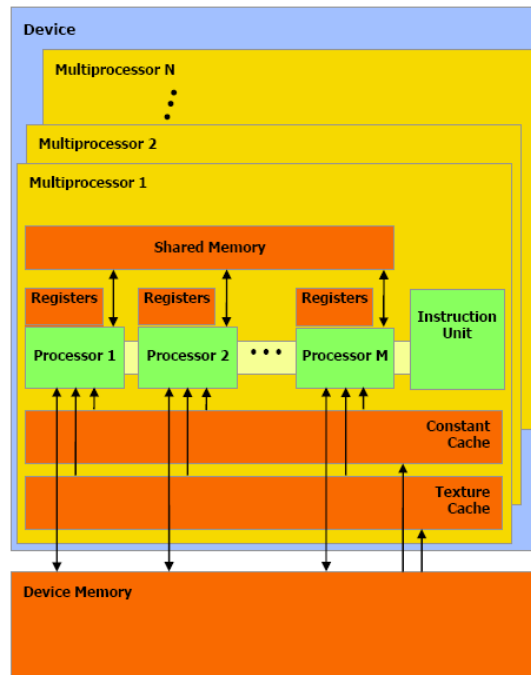 Device
Multiprocessor N
Multiprocessor 2
Multiprocessor 1
Shared Memory
Registers
Registers
Registers
Processor 1
Processor 2
Processor M
Instruction
Unit
Constant
Cache
Texture
Cache
Device Memory